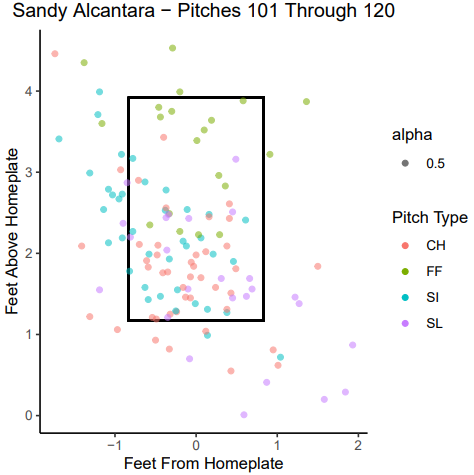 Sandy Alcantara − Pitches 101 Through 120
4
3
2
1
0
−1
0
1
2
Feet Above Homeplate
Feet From Homeplate
alpha
0.5
Pitch Type
CH
FF
SI
SL